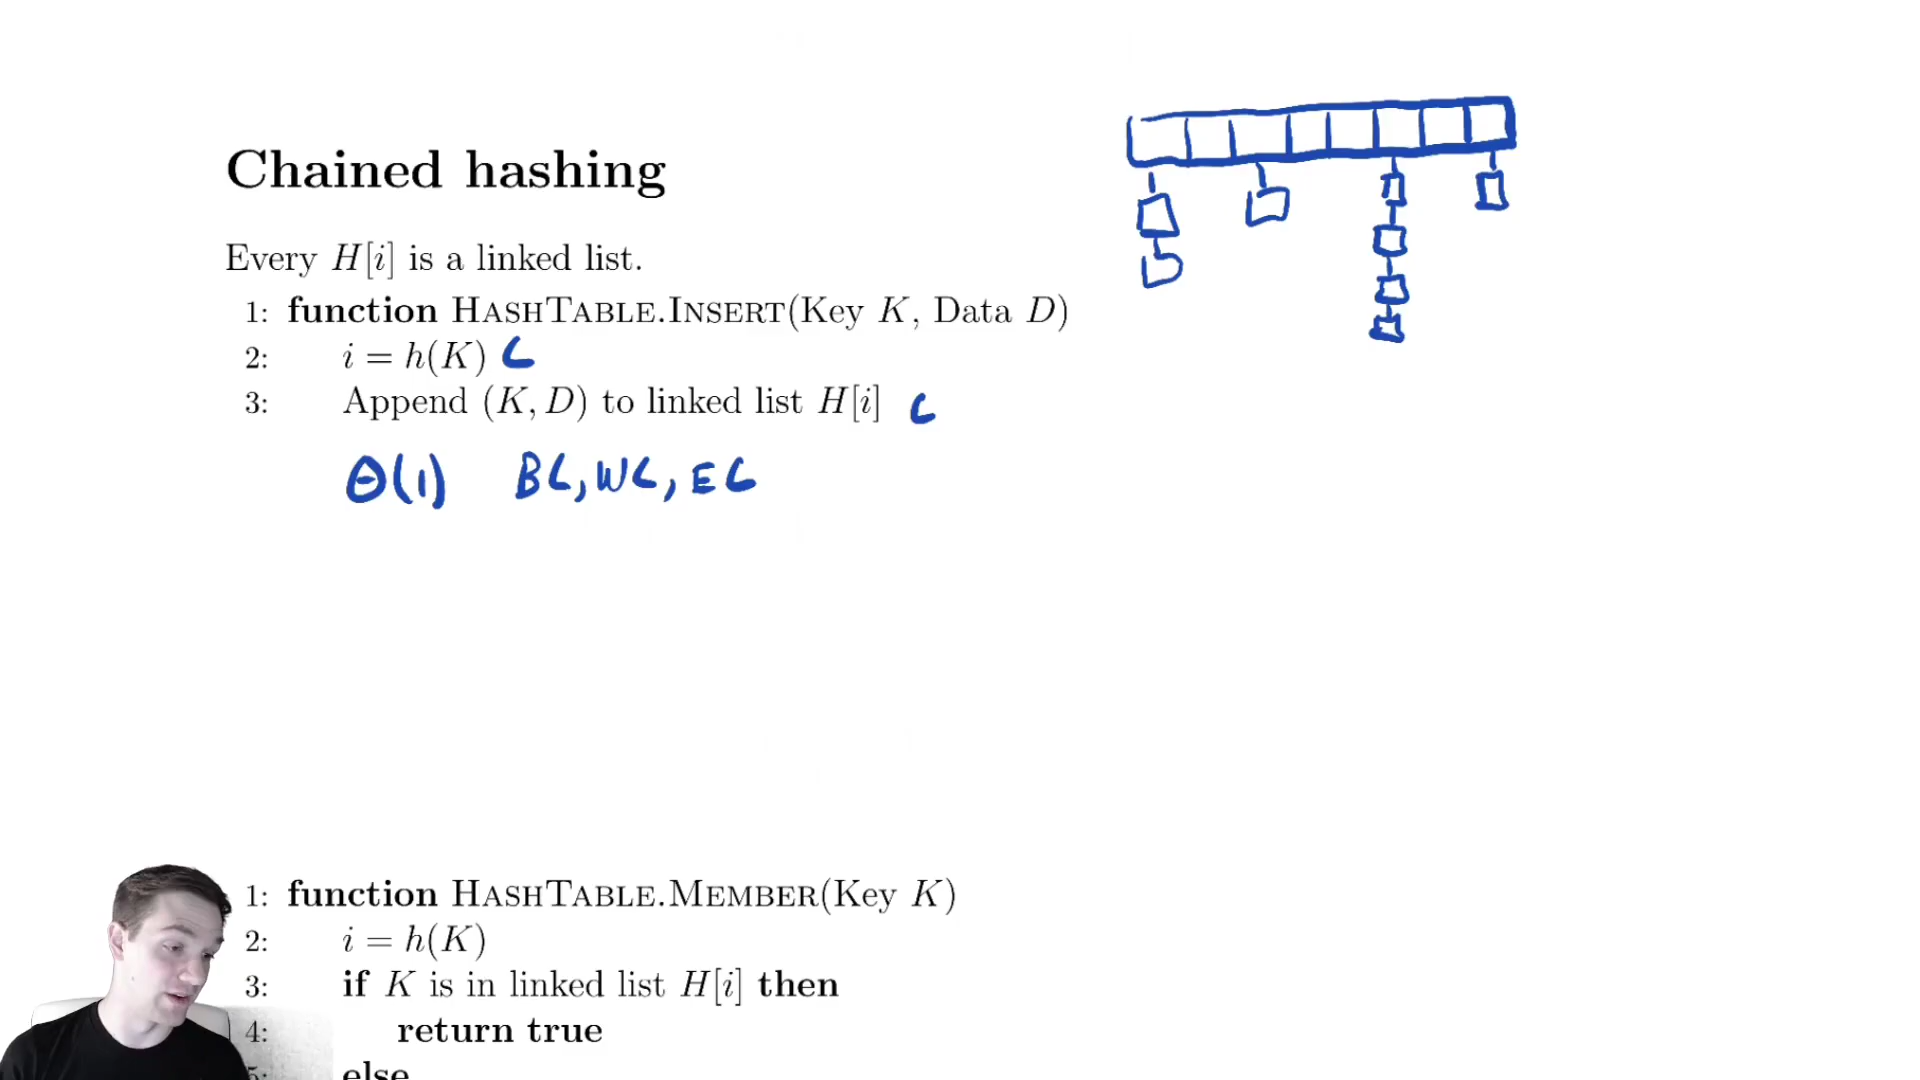 Chained hashing
Every H[i] is a linked list.
1: function HASHTABLE.INSERT(Key K, Data D)
2: i = h(K) C
3: Append (K, D) to linked list H[i] C
Θ(1) BC, WC, EC
1: function HASHTABLE.MEMBER(Key K)
2: i = h(K)
3: if K is in linked list H[i] then
4: return true
5: else